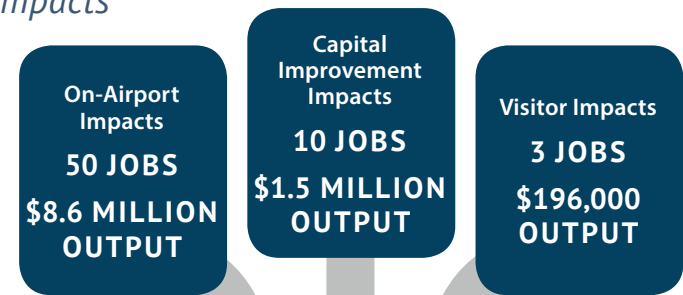 Impacts
On-Airport
Impacts
50 JOBS
$8.6 MILLION
OUTPUT
Capital
Improvement
Impacts
10 JOBS
$1.5 MILLION
OUTPUT
Visitor Impacts
3 JOBS
$196,000
OUTPUT